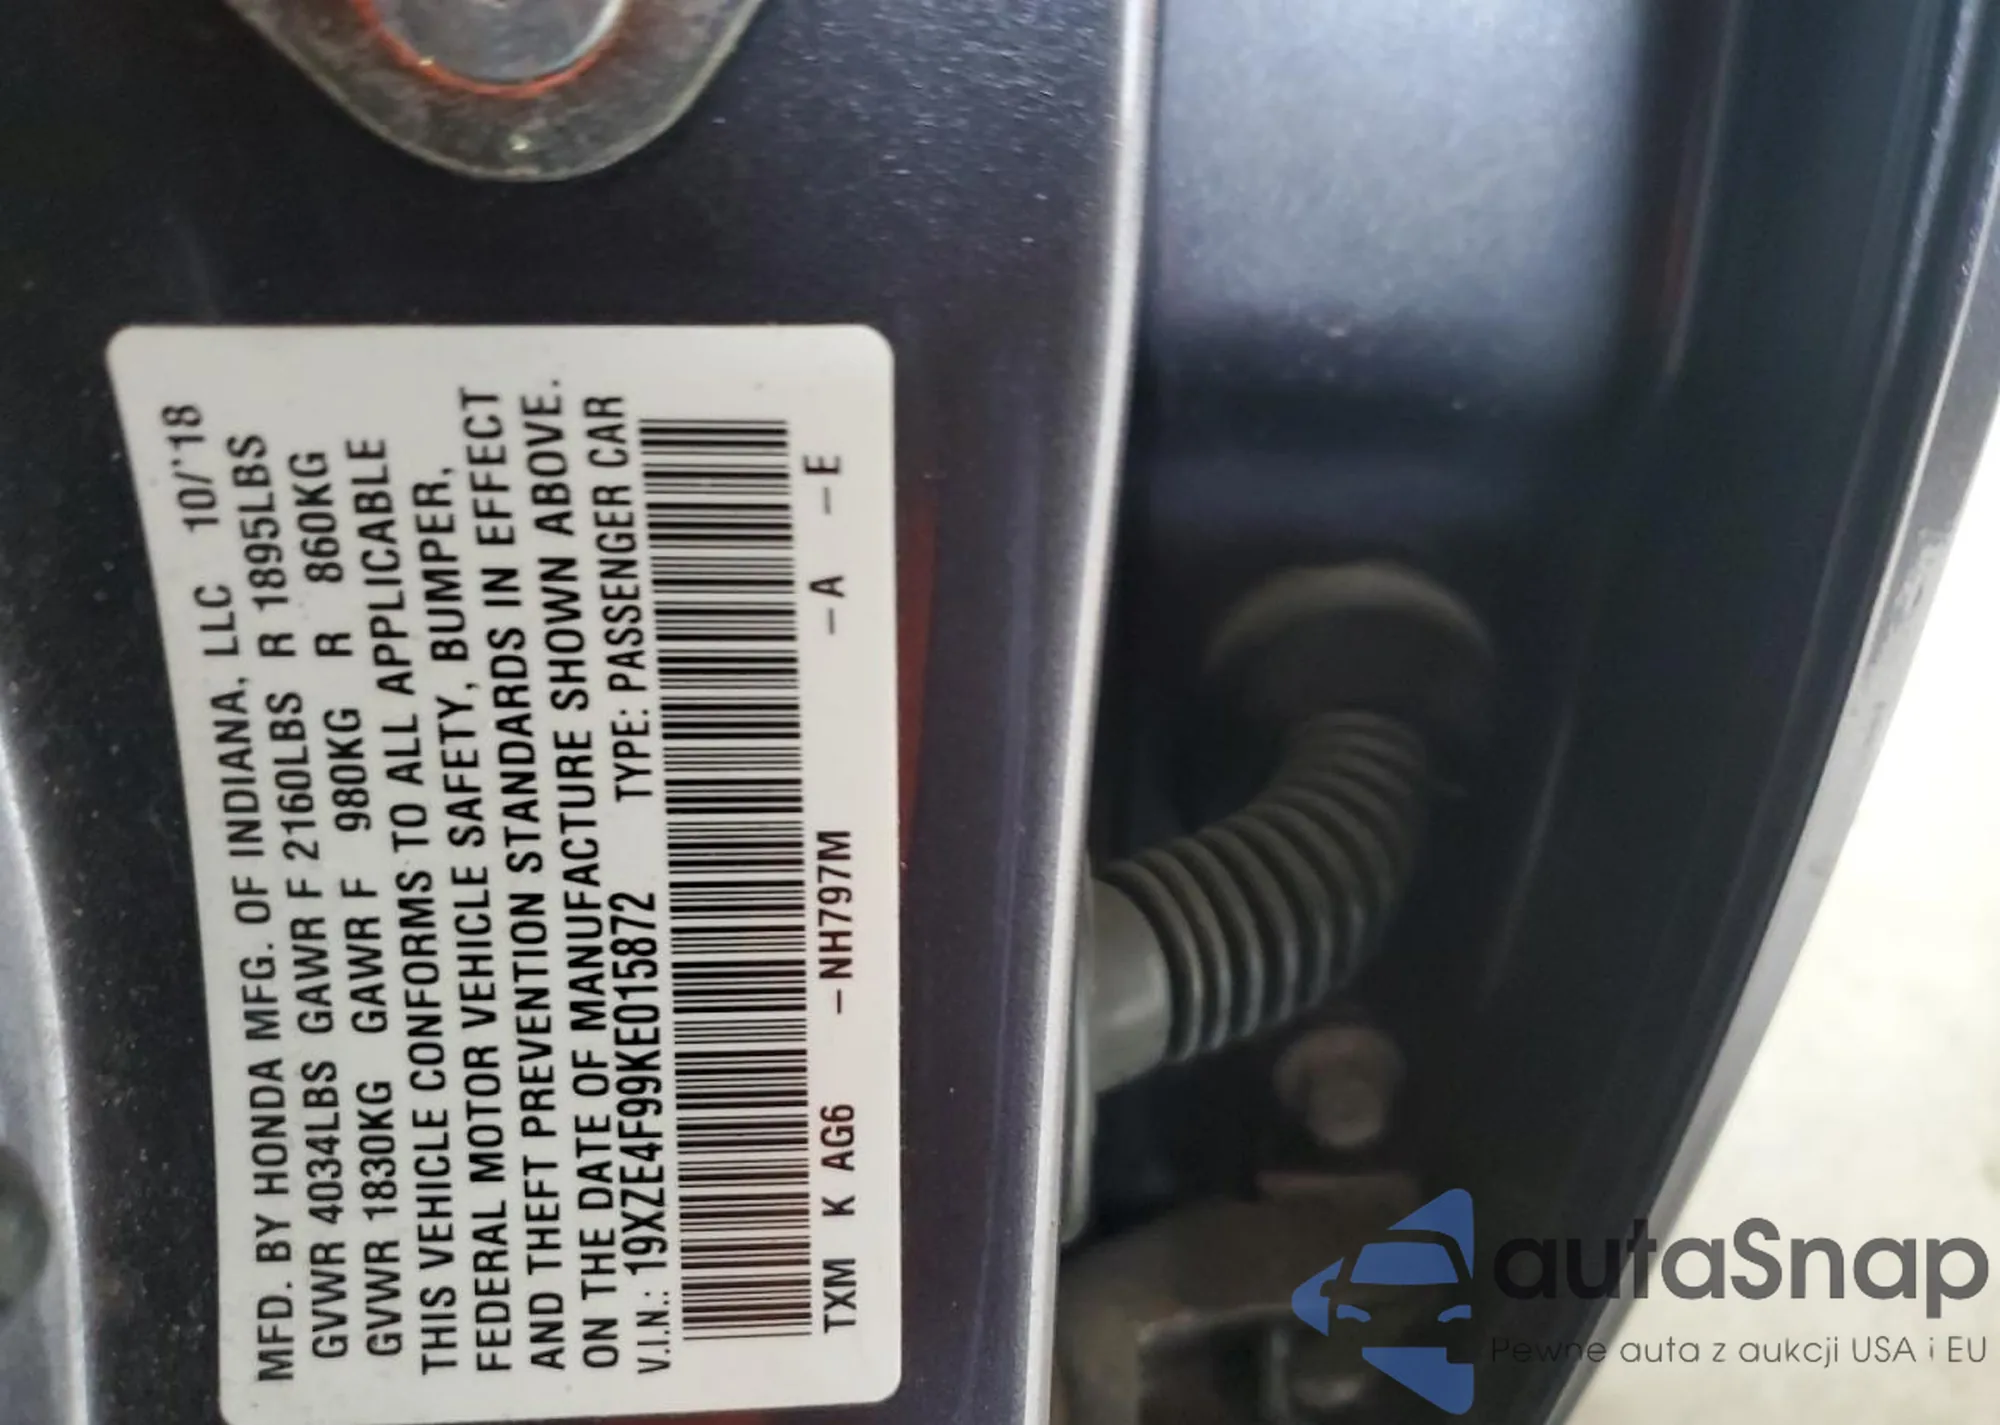 MFD. BY HONDA MFG. OF INDIANA, LLC 10/'18
GVWR 4034LBS GAWR F 2160LBS R 1895LBS
GVWR 1830KG GAWR F 980KG R 860KG
THIS VEHICLE CONFORMS TO ALL APPLICABLE
FEDERAL MOTOR VEHICLE SAFETY, BUMPER,
AND THEFT PREVENTION STANDARDS IN EFFECT
ON THE DATE OF MANUFACTURE SHOWN ABOVE.
V.I.N.: 19XZE4F99KE015872 TYPE: PASSENGER CAR
TXM K AG6 -NH797M -A -E
autaSnap
Pewne auta z aukcji USA i EU